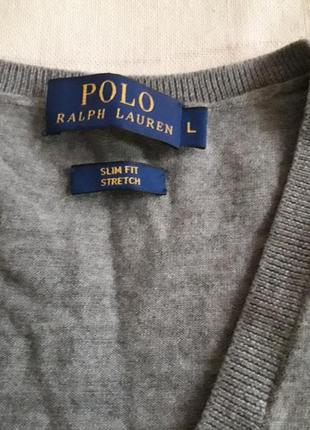 POLO
RALPH LAUREN
L
SLIM FIT
STRETCH